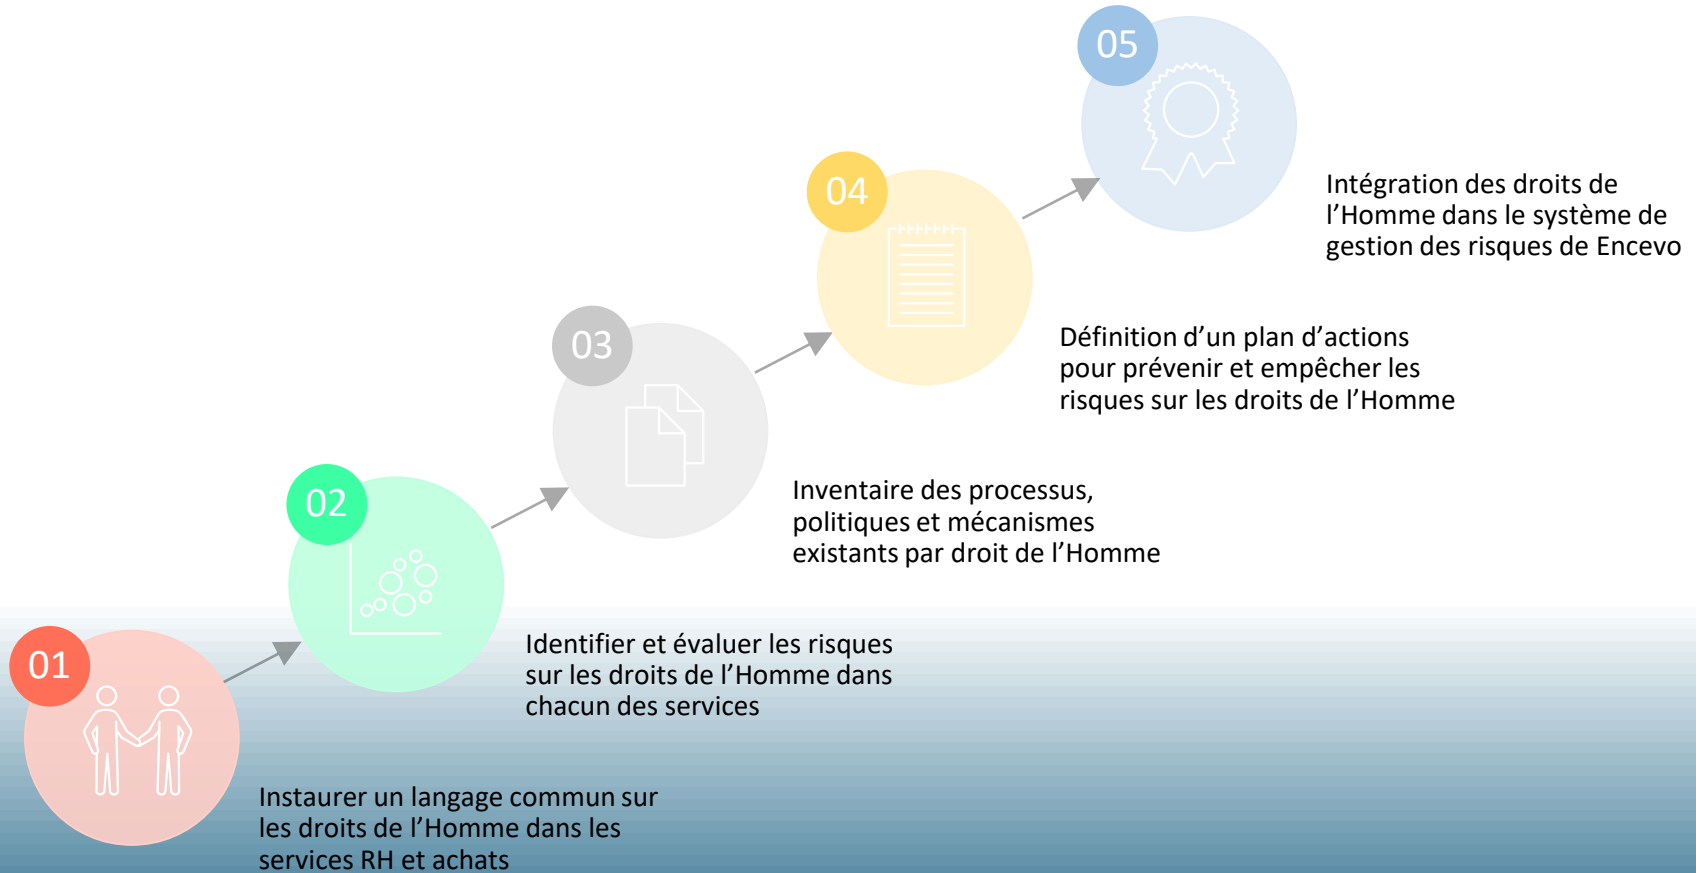 01
Instaurer un langage commun sur
les droits de l’Homme dans les
services RH et achats
02
Identifier et évaluer les risques
sur les droits de l’Homme dans
chacun des services
03
Inventaire des processus,
politiques et mécanismes
existants par droit de l’Homme
04
Définition d’un plan d’actions
pour prévenir et empêcher les
risques sur les droits de l’Homme
05
Intégration des droits de
l’Homme dans le système de
gestion des risques de Encevo